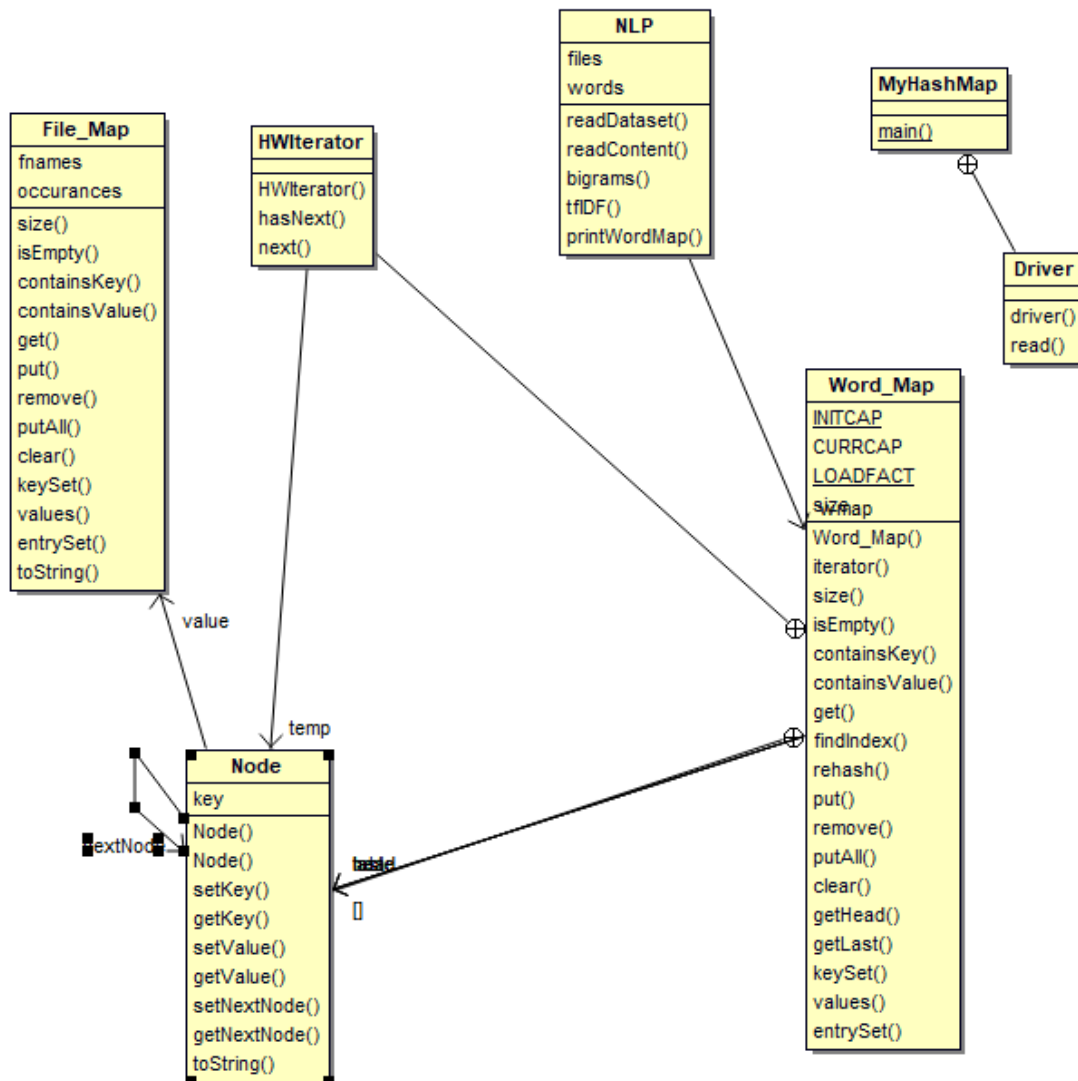 NLP
files
words
readDataset()
readContent()
bigrams()
tfIDF()
printWordMap()
MyHashMap
main()
File_Map
fnames
occurances
size()
isEmpty()
containsKey()
containsValue()
get()
put()
remove()
putAll()
clear()
keySet()
values()
entrySet()
toString()
HWIterator
HWIterator()
hasNext()
next()
Driver
driver()
read()
Word_Map
INITCAP
CURRCAP
LOADFACT
size
wmap
Word_Map()
iterator()
size()
isEmpty()
containsKey()
containsValue()
get()
findIndex()
rehash()
put()
remove()
putAll()
clear()
getHead()
getLast()
keySet()
values()
entrySet()
value
temp
Node
key
Node()
Node()
setKey()
getKey()
setValue()
getValue()
setNextNode()
getNextNode()
toString()
[]